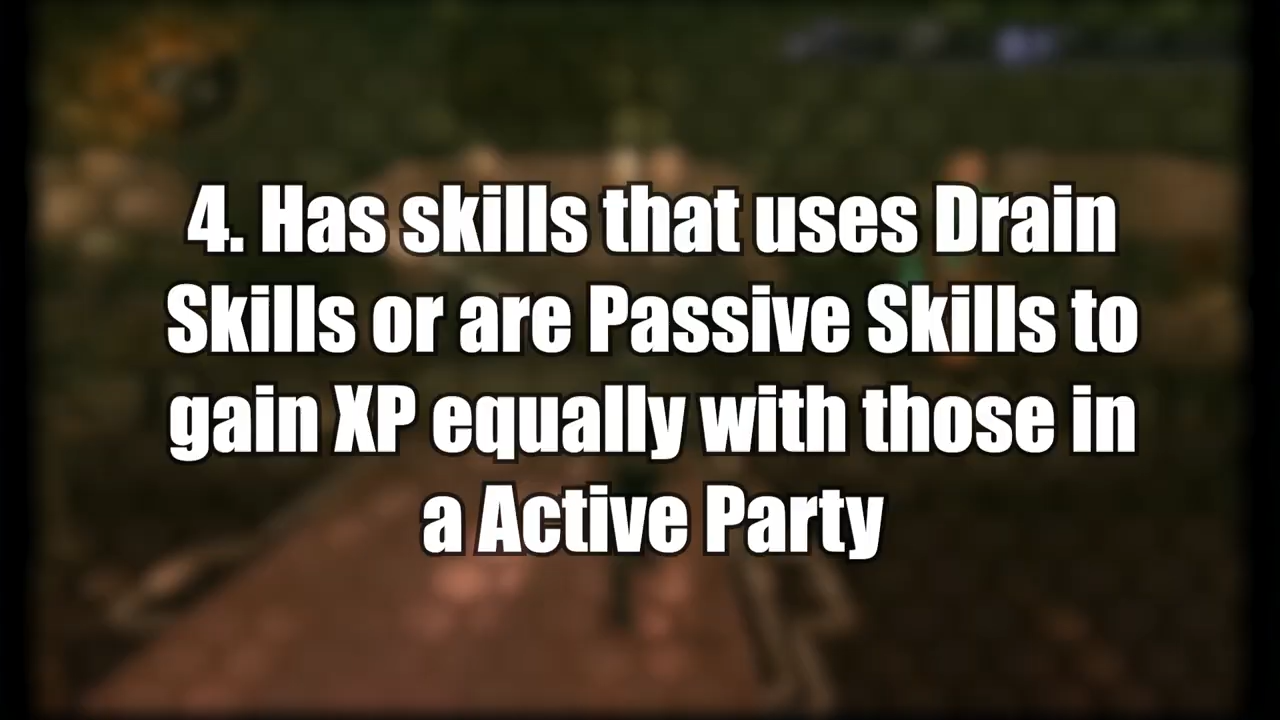 4. Has skills that uses Drain
Skills or are Passive Skills to
gain XP equally with those in
a Active Party